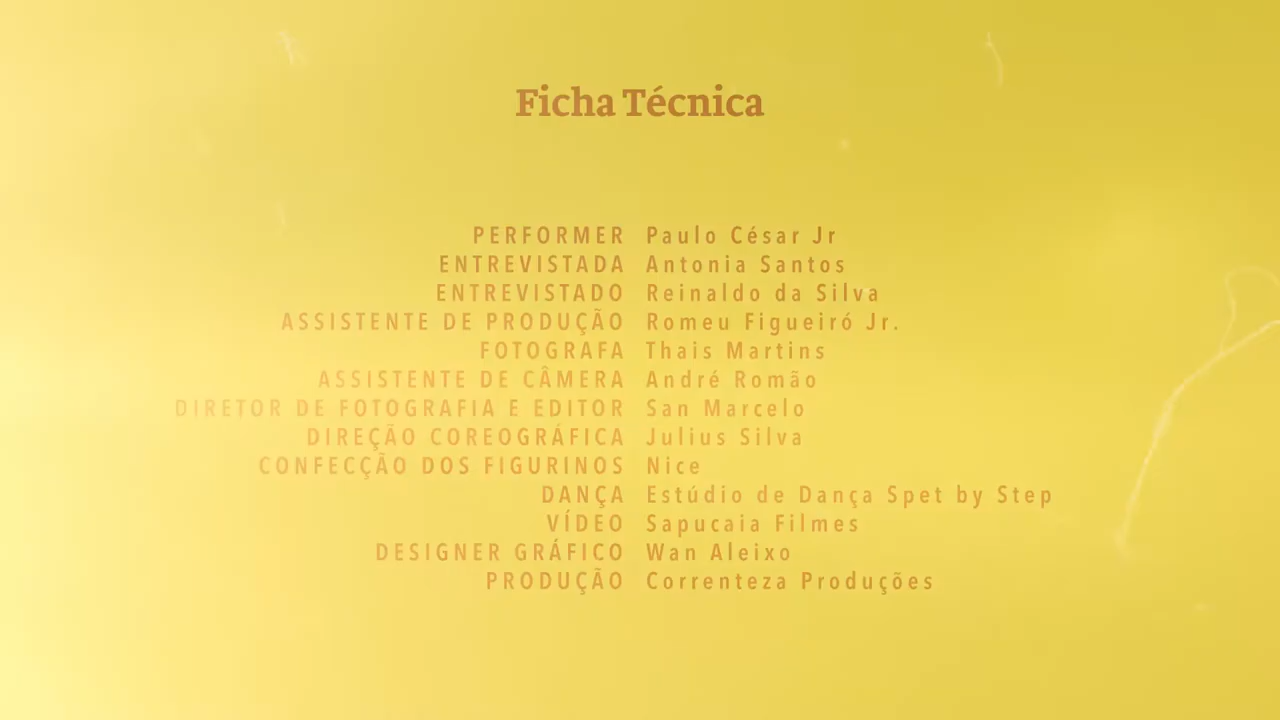 Ficha Técnica
PERFORMER Paulo César Jr
ENTREVISTADA Antonia Santos
ENTREVISTADO Reinaldo da Silva
ASSISTENTE DE PRODUÇÃO Romeu Figueiró Jr.
FOTOGRAFA Thais Martins
ASSISTENTE DE CÂMERA André Romão
DIRETOR DE FOTOGRAFIA E EDITOR San Marcelo
DIREÇÃO COREOGRÁFICA Julius Silva
CONFECÇÃO DOS FIGURINOS Nice
DANÇA Estúdio de Dança Spet by Step
VÍDEO Sapucaia Filmes
DESIGNER GRÁFICO Wan Aleixo
PRODUÇÃO Correnteza Produções